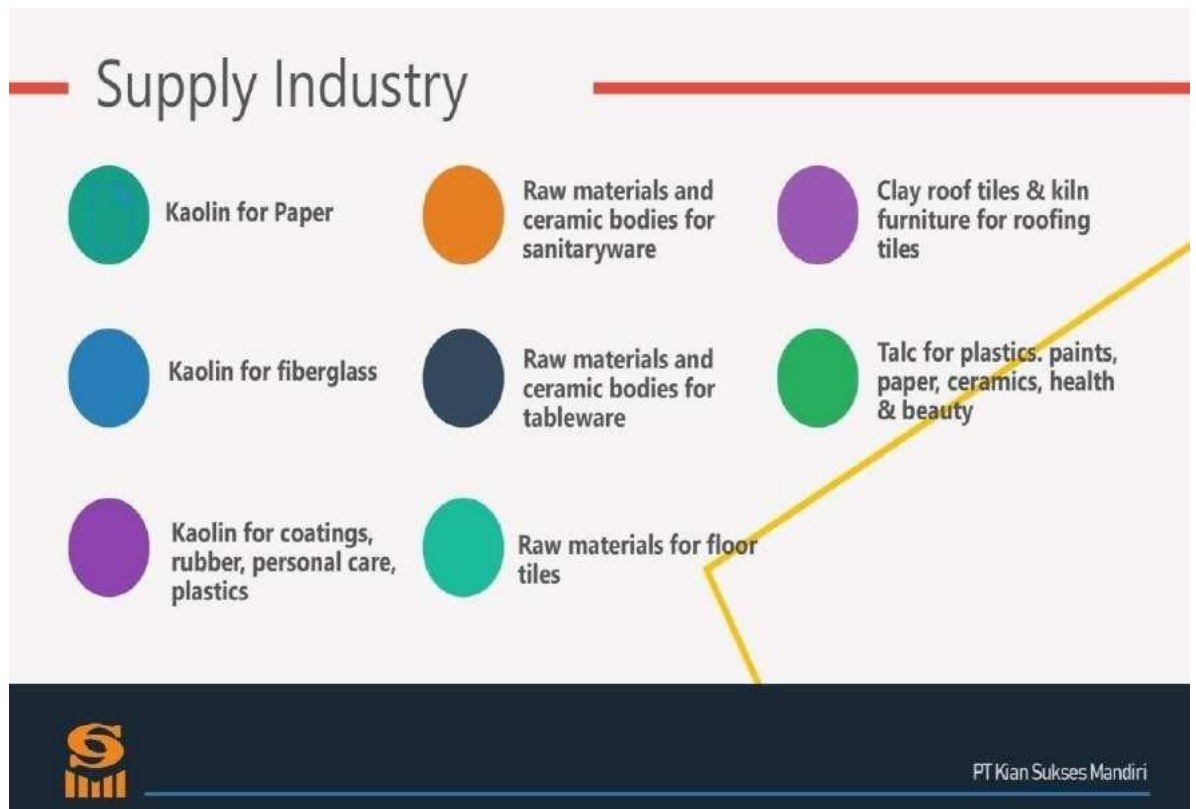 Supply Industry
Kaolin for Paper
Kaolin for fiberglass
Kaolin for coatings,
rubber, personal care,
plastics
Raw materials and
ceramic bodies for
sanitaryware
Raw materials and
ceramic bodies for
tableware
Raw materials for floor
tiles
Clay roof tiles & kiln
furniture for roofing
tiles
Talc for plastics. paints,
paper, ceramics, health
& beauty
PT Kian Sukses Mandiri